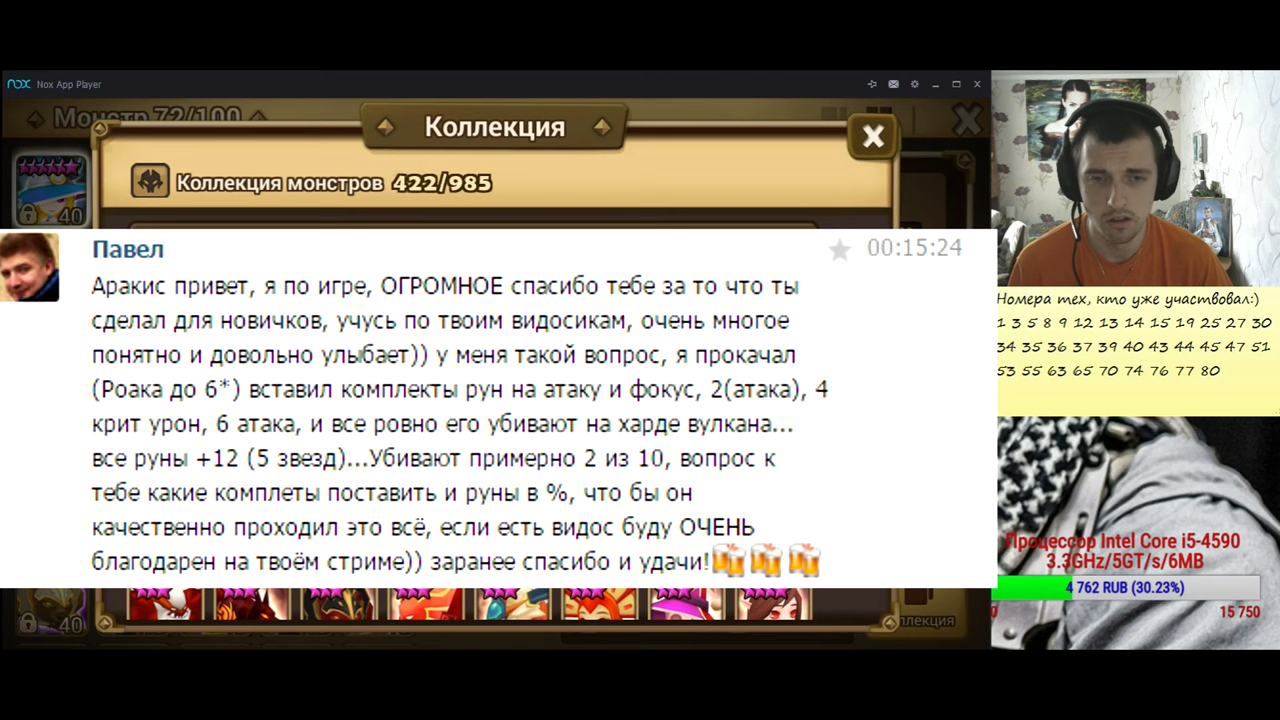 nox Nox App Player
Монстр 72/100
Коллекция
Коллекция монстров 422/985
40
Павел
00:15:24
Аракис привет, я по игре, ОГРОМНОЕ спасибо тебе за то что ты
сделал для новичков, учусь по твоим видосикам, очень многое
понятно и довольно улыбает)) у меня такой вопрос, я прокачал
(Роака до 6*) вставил комплекты рун на атаку и фокус, 2(атака), 4
крит урон, 6 атака, и все ровно его убивают на харде вулкана...
все руны +12 (5 звезд)...Убивают примерно 2 из 10, вопрос к
тебе какие комплеты поставить и руны в %, что бы он
качественно проходил это всё, если есть видос буду ОЧЕНЬ
благодарен на твоём стриме)) заранее спасибо и удачи!
40
ллекция
Номера тех, кто уже участвовал:)
1 3 5 8 9 12 13 14 15 19 25 27 30
34 35 36 37 39 40 43 44 45 47 51
53 55 63 65 70 74 76 77 80
Процессор Intel Core i5-4590
3.3GHz/5GT/s/6MB
4 762 RUB (30.23%)
0
15 750